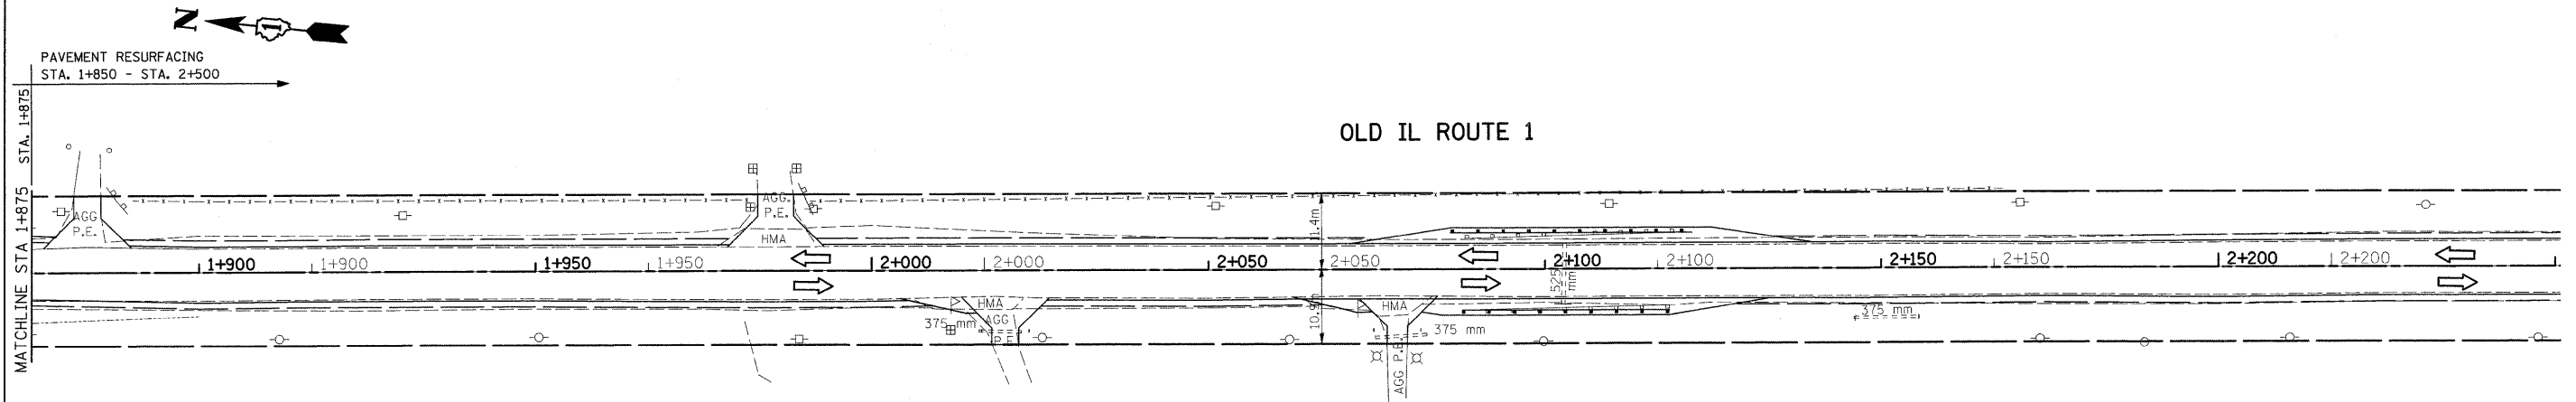 N
1
PAVEMENT RESURFACING
STA. 1+850 - STA. 2+500
MATCHLINE STA 1+875
STA. 1+875
OLD IL ROUTE 1
AGG
P.E.
AGG.
P.E.
HMA
11.4m
1+900 1+900 1+950 1+950 2+000 2+000 2+050 2+050 2+100 2+100 2+150 2+150 2+200 2+200
525
mm
HMA
AGG
P.E.
375 mm
HMA
375 mm
AGG P.E.
375 mm